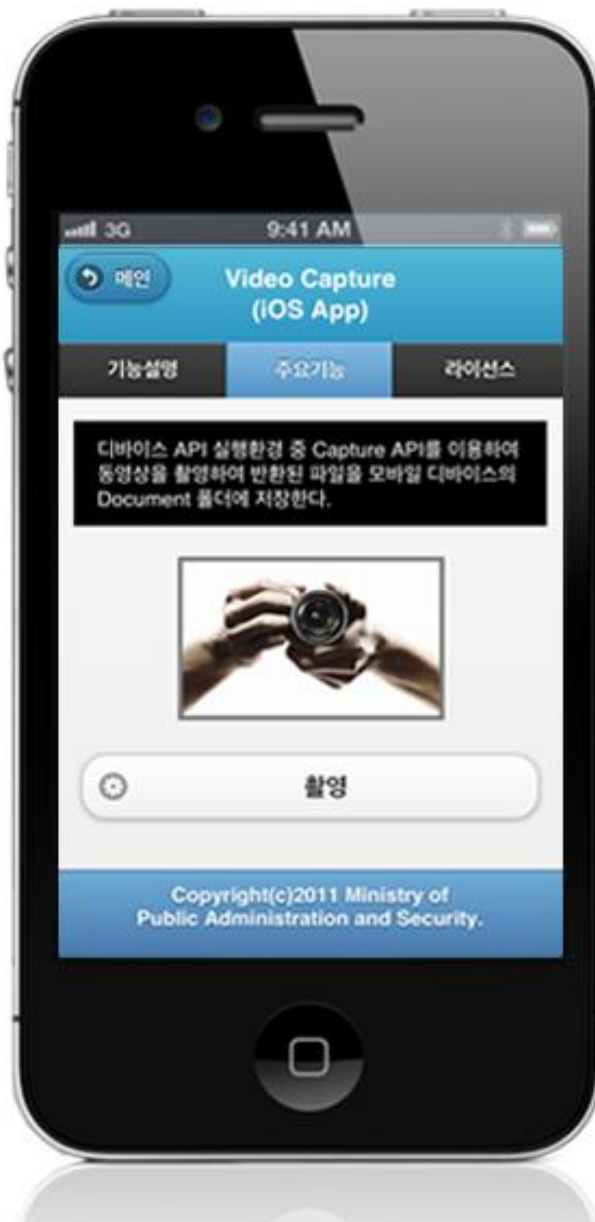 3G 9:41 AM
메인
Video Capture
(iOS App)
기능설명 주요기능 라이선스
디바이스 API 실행환경 중 Capture API를 이용하여
동영상을 촬영하여 반환된 파일을 모바일 디바이스의
Document 폴더에 저장한다.
촬영
Copyright(c)2011 Ministry of
Public Administration and Security.